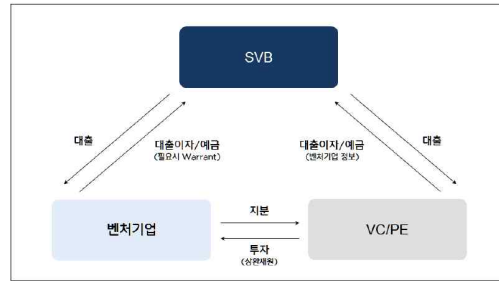 SVB
대출
대출이자/예금
(필요시 Warrant)
대출이자/예금
(벤처기업 정보)
대출
벤처기업
지분
투자
(상환재원)
VC/PE